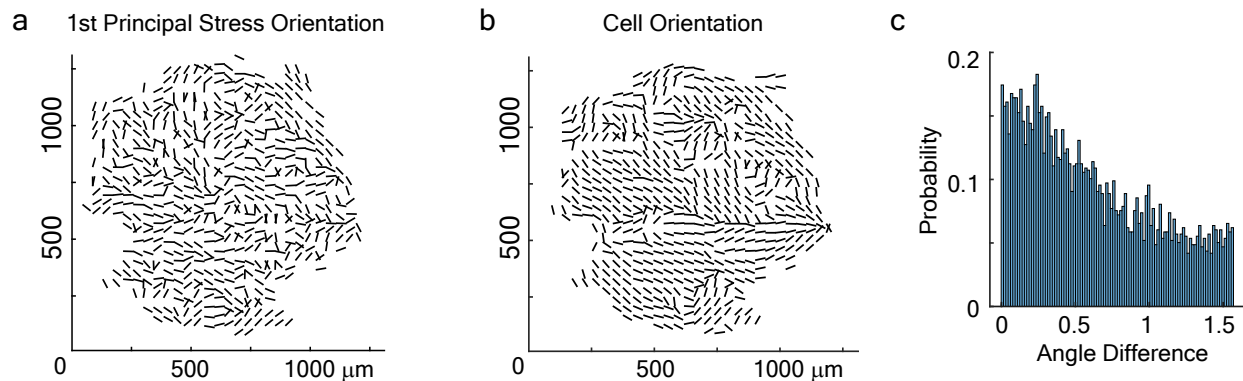 a 1st Principal Stress Orientation
1000
500
0
500
1000 μm
b Cell Orientation
1000
500
0
500
1000 μm
c
0.2
0.1
0
Probability
0
0.5
1
1.5
Angle Difference